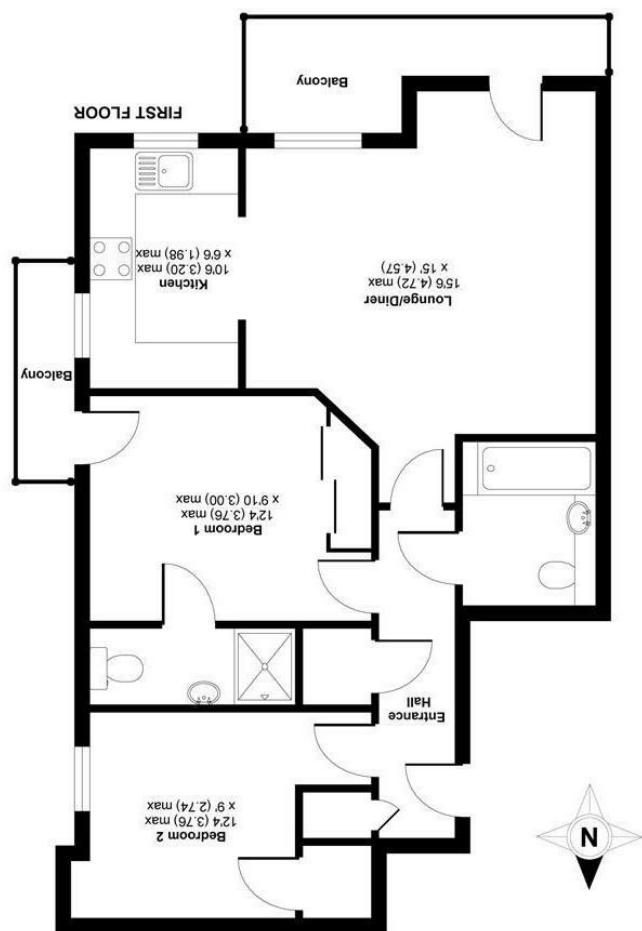 N
Bedroom 2
12'4 (3.76) max
x 9' (2.74) max
Entrance
Hall
Bedroom 1
12'4 (3.76) max
x 9'10 (3.00) max
Balcony
Lounge/Diner
15'6 (4.72) max
x 15' (4.57)
Kitchen
10'6 (3.20) max
x 6'6 (1.98) max
FIRST FLOOR
Balcony